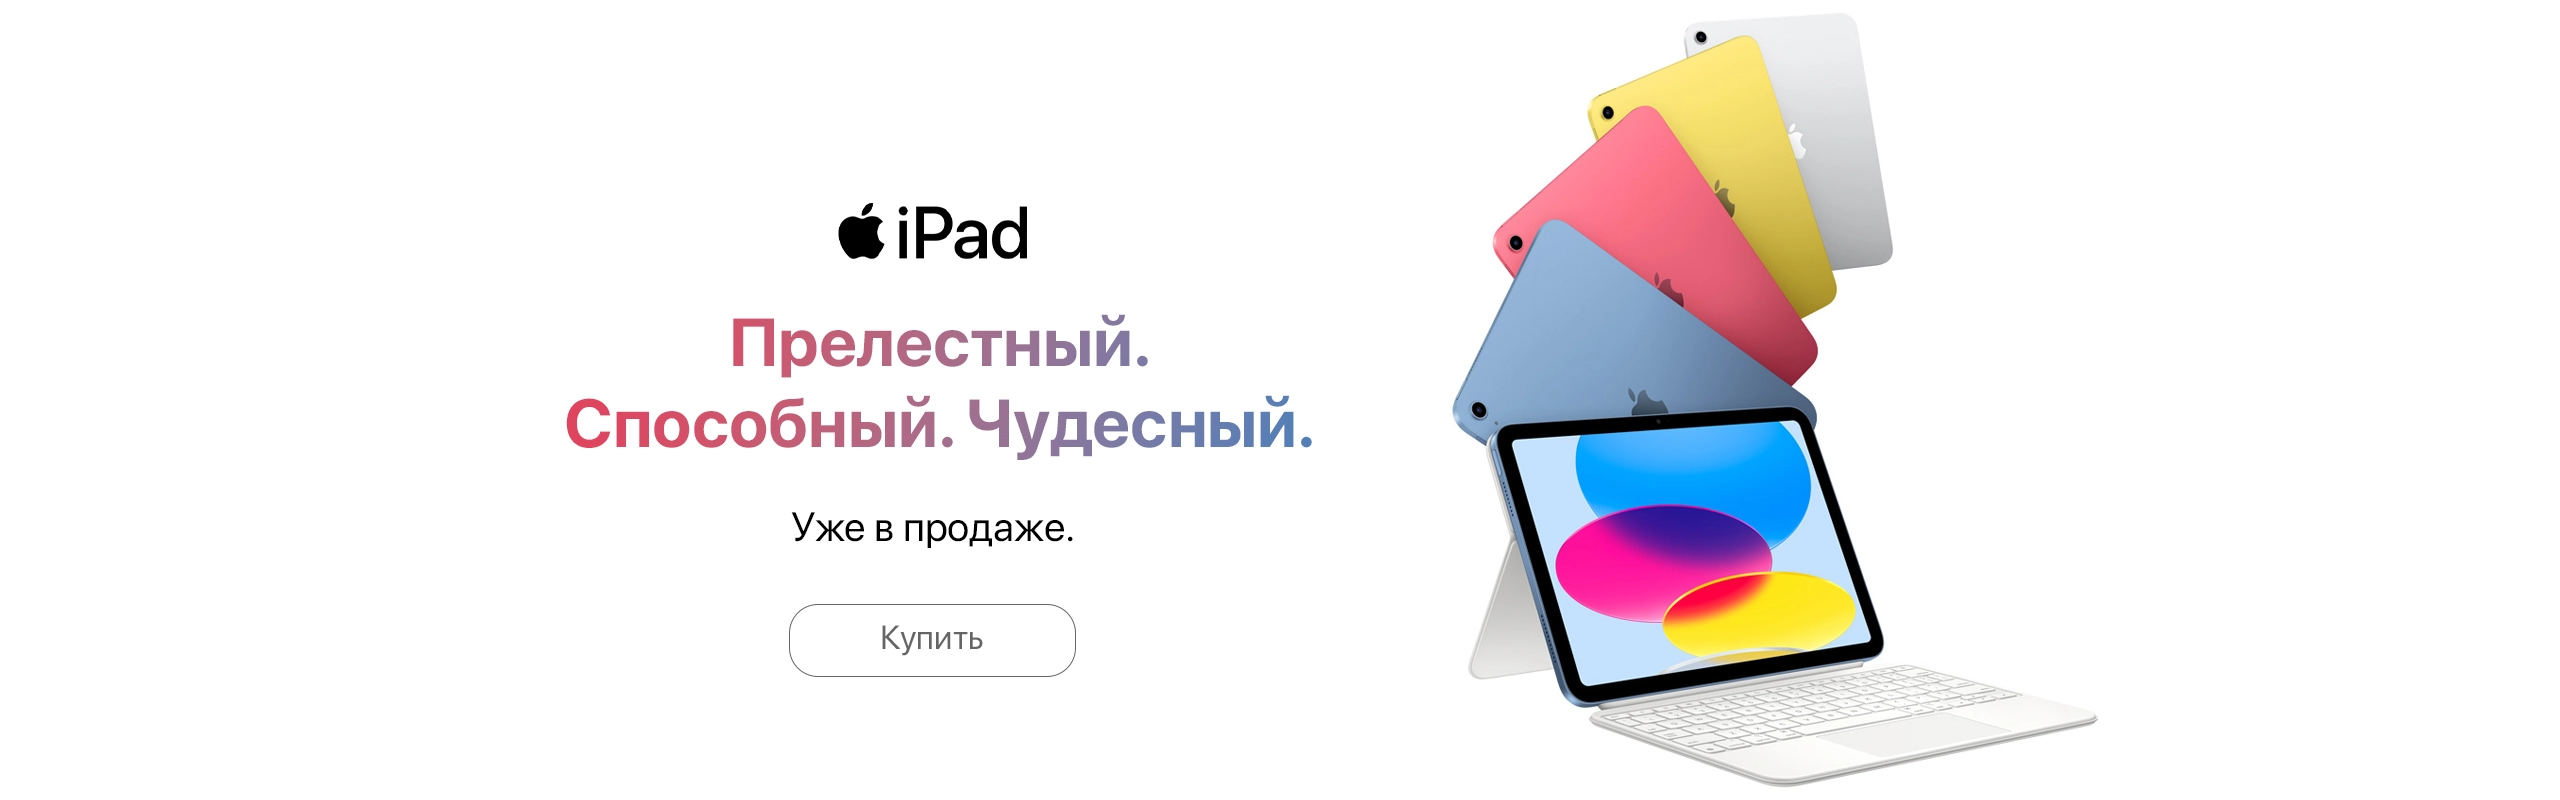 iPad
Прелестный.
Способный. Чудесный.
Уже в продаже.
Купить